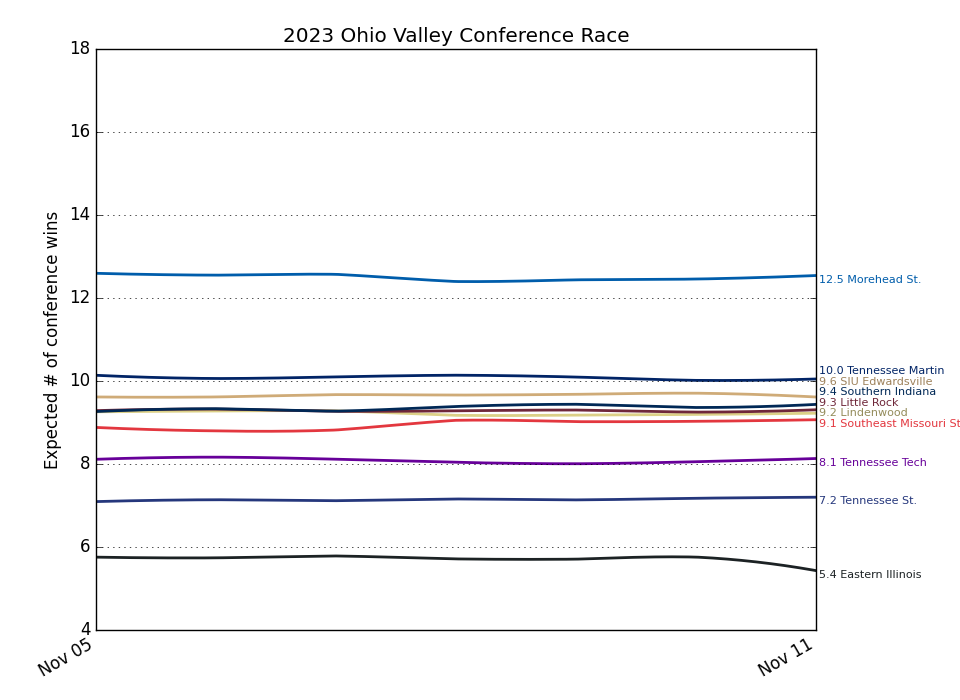 2023 Ohio Valley Conference Race
Expected # of conference wins
18
16
14
12
10
8
6
4
Nov 05
Nov 11
12.5 Morehead St.
10.0 Tennessee Martin
9.6 SIU Edwardsville
9.4 Southern Indiana
9.3 Little Rock
9.2 Lindenwood
9.1 Southeast Missouri St
8.1 Tennessee Tech
7.2 Tennessee St.
5.4 Eastern Illinois